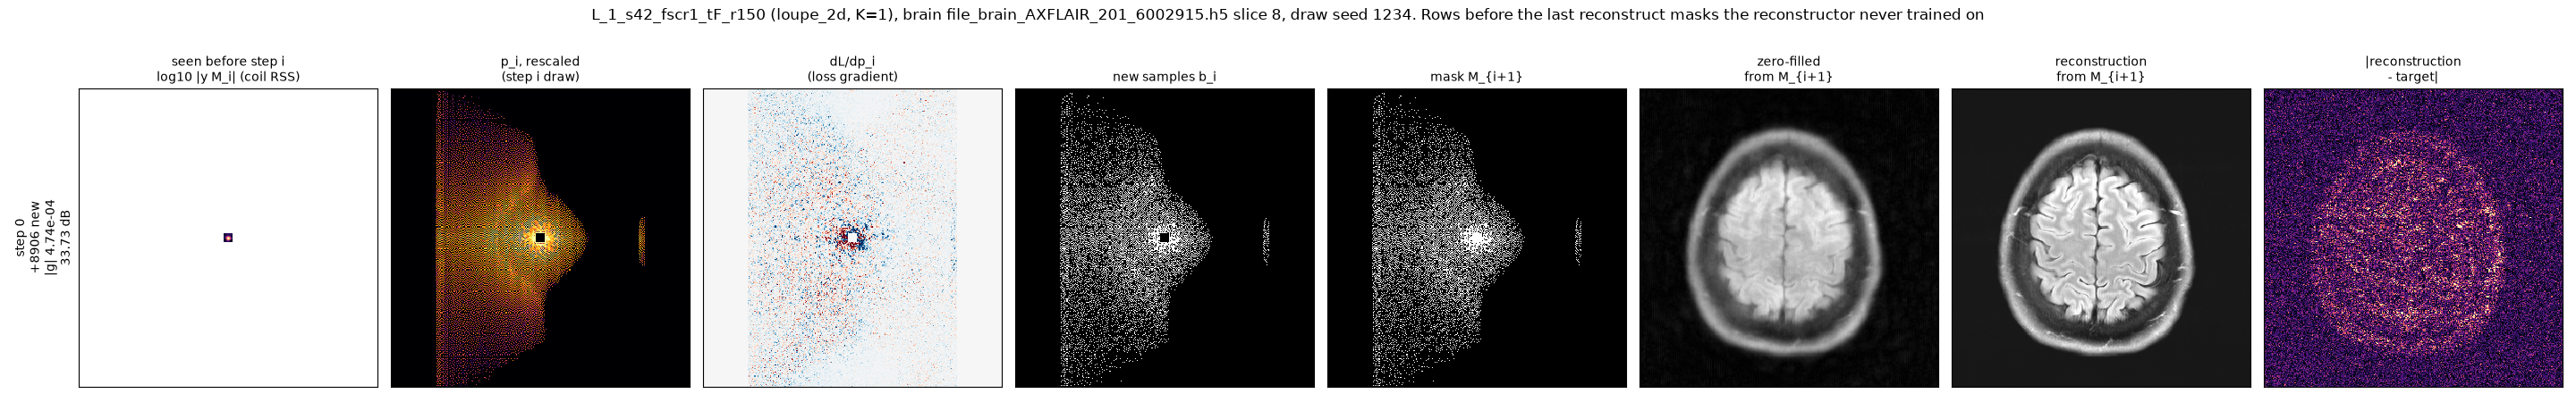 L_1_s42_fscr1_tF_r150 (loupe_2d, K=1), brain file_brain_AXFLAIR_201_6002915.h5 slice 8, draw seed 1234. Rows before the last reconstruct masks the reconstructor never trained on
seen before step i
log10 |y M_i| (coil RSS)
p_i, rescaled
(step i draw)
dL/dp_i
(loss gradient)
new samples b_i
mask M_{i+1}
zero-filled
from M_{i+1}
reconstruction
from M_{i+1}
|reconstruction
- target|
step 0
+8906 new
|g| 4.74e-04
33.73 dB